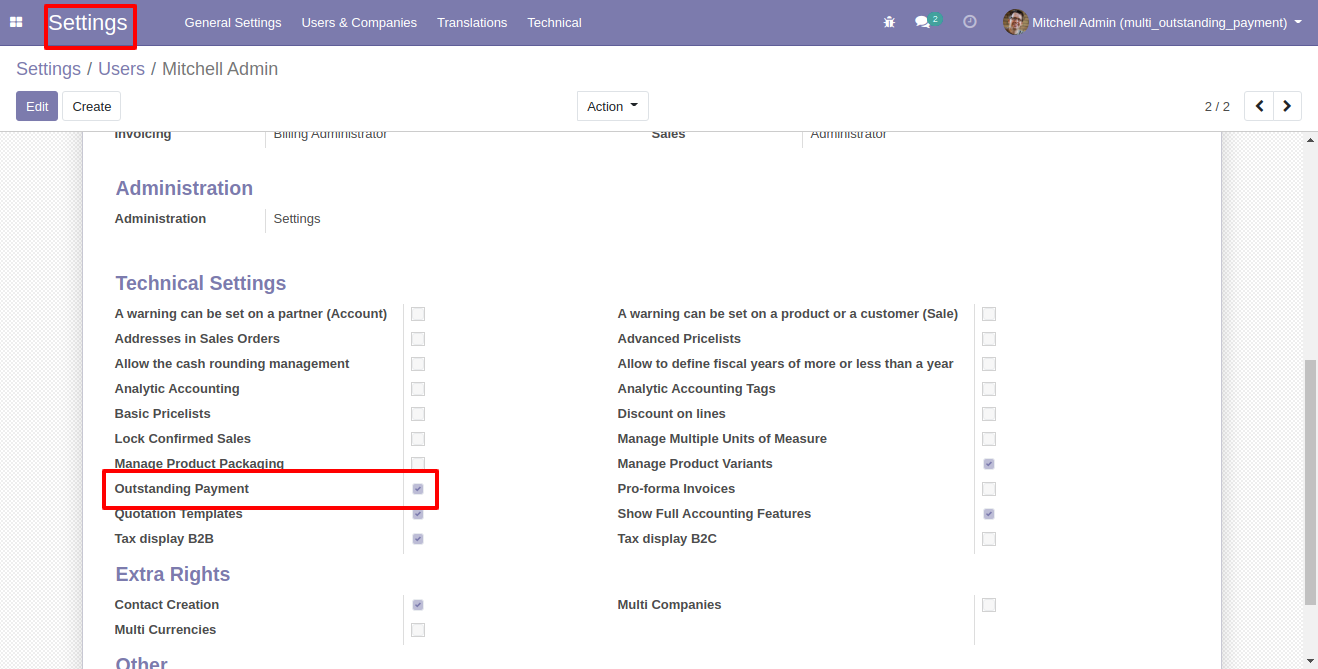 Settings General Settings Users & Companies Translations Technical 2 Mitchell Admin (multi_outstanding_payment)
Settings / Users / Mitchell Admin
Edit Create Action 2 / 2
Invoicing Billing Administrator Sales Administrator
Administration
Administration Settings
Technical Settings
A warning can be set on a partner (Account) A warning can be set on a product or a customer (Sale)
Addresses in Sales Orders Advanced Pricelists
Allow the cash rounding management Allow to define fiscal years of more or less than a year
Analytic Accounting Analytic Accounting Tags
Basic Pricelists Discount on lines
Lock Confirmed Sales Manage Multiple Units of Measure
Manage Product Packaging Manage Product Variants
Outstanding Payment Pro-forma Invoices
Quotation Templates Show Full Accounting Features
Tax display B2B Tax display B2C
Extra Rights
Contact Creation Multi Companies
Multi Currencies
Other